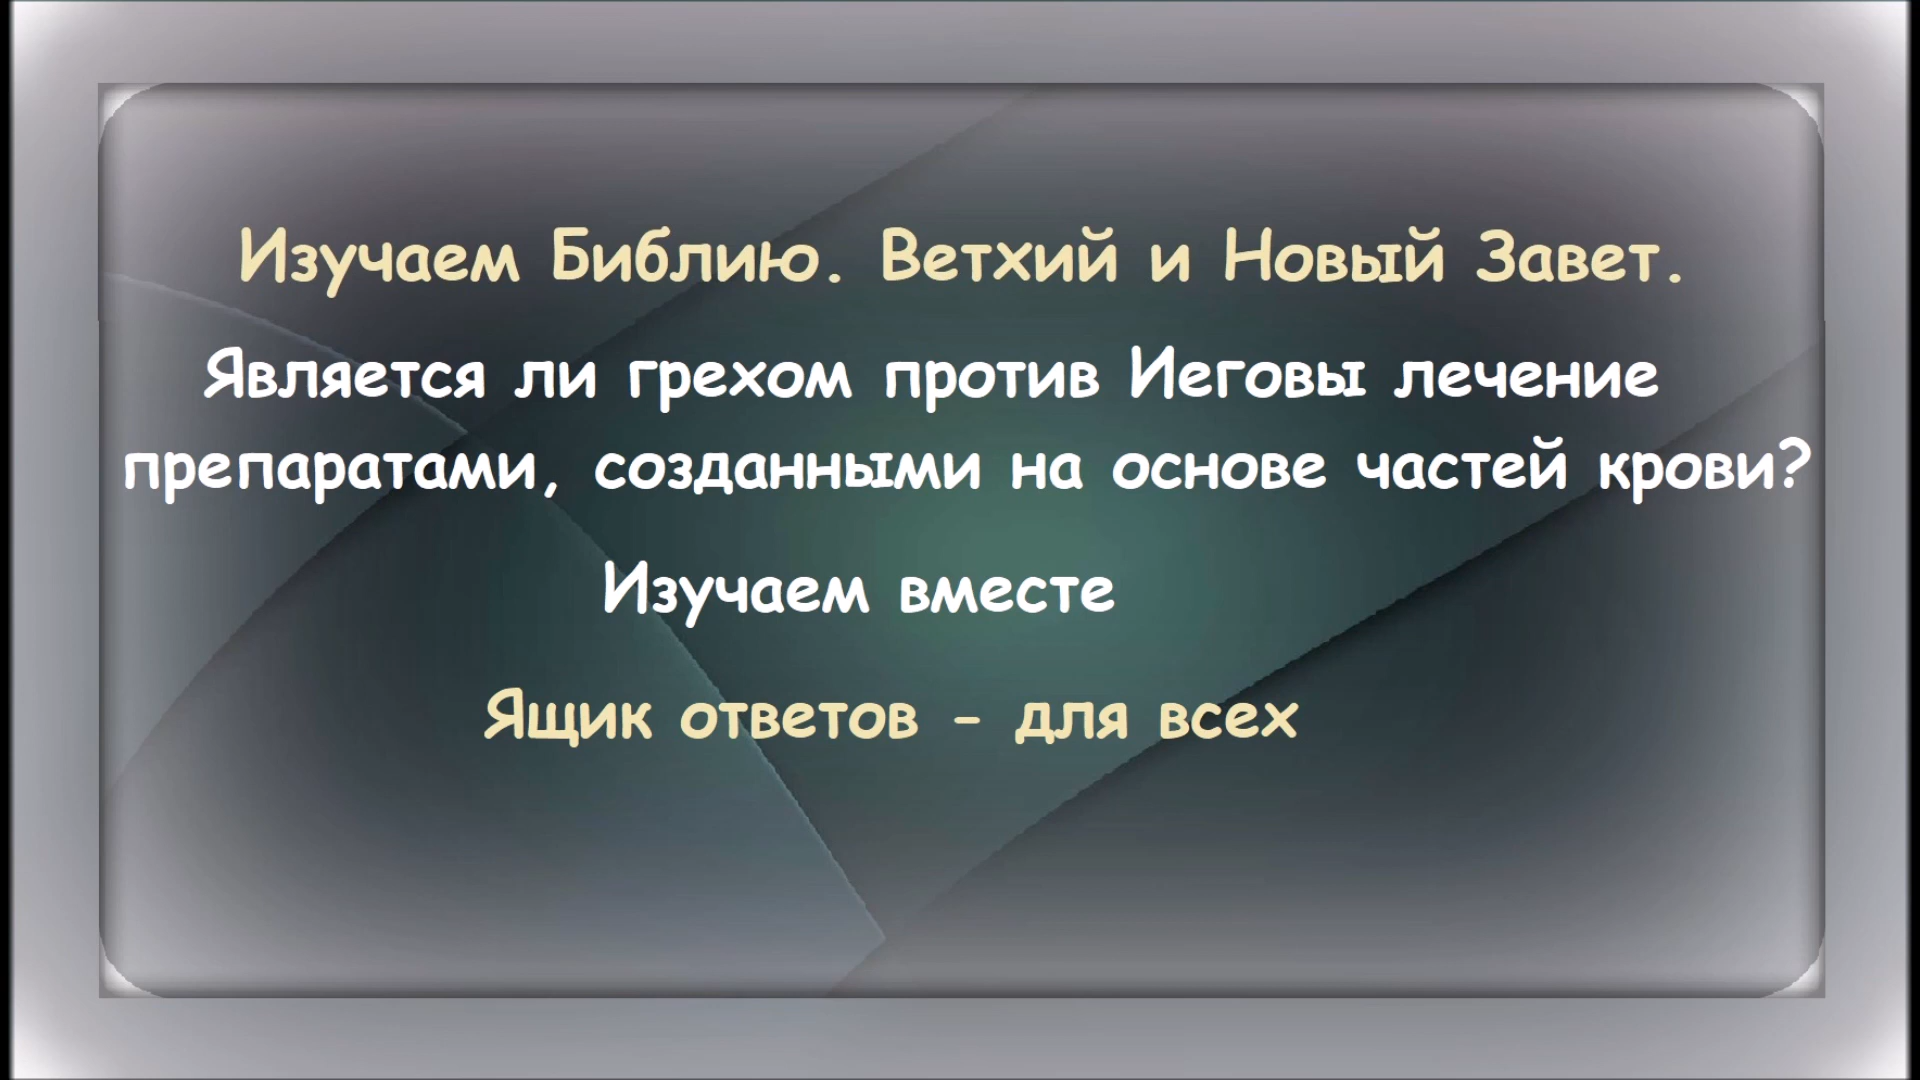 Изучаем Библию. Ветхий и Новый Завет.
Является ли грехом против Иеговы лечение
препаратами, созданными на основе частей крови?
Изучаем вместе
Ящик ответов - для всех